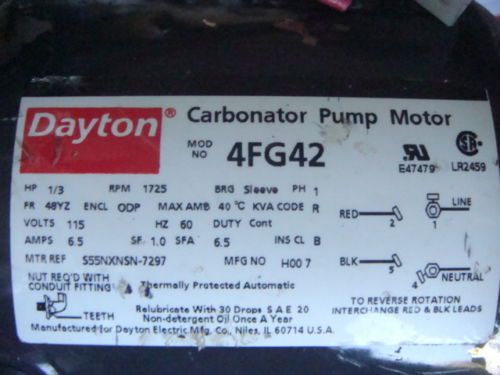 Dayton® Carbonator Pump Motor
MOD NO 4FG42
E47479 LR2459
HP 1/3 RPM 1725 BRG Sleeve PH 1
FR 48YZ ENCL ODP MAX AMB 40 °C KVA CODE R
VOLTS 115 HZ 60 DUTY Cont
AMPS 6.5 SF 1.0 SFA 6.5 INS CL B
MTR REF S55NXNSN-7297 MFG NO H00 7
RED 2 1 LINE
BLK 5 4 NEUTRAL
NUT REQ'D WITH
CONDUIT FITTING
TEETH
Thermally Protected Automatic
Relubricate With 30 Drops S A E 20
Non-detergent Oil Once A Year
TO REVERSE ROTATION
INTERCHANGE RED & BLK LEADS
Manufactured for Dayton Electric Mfg. Co., Niles, IL 60714 U.S.A.